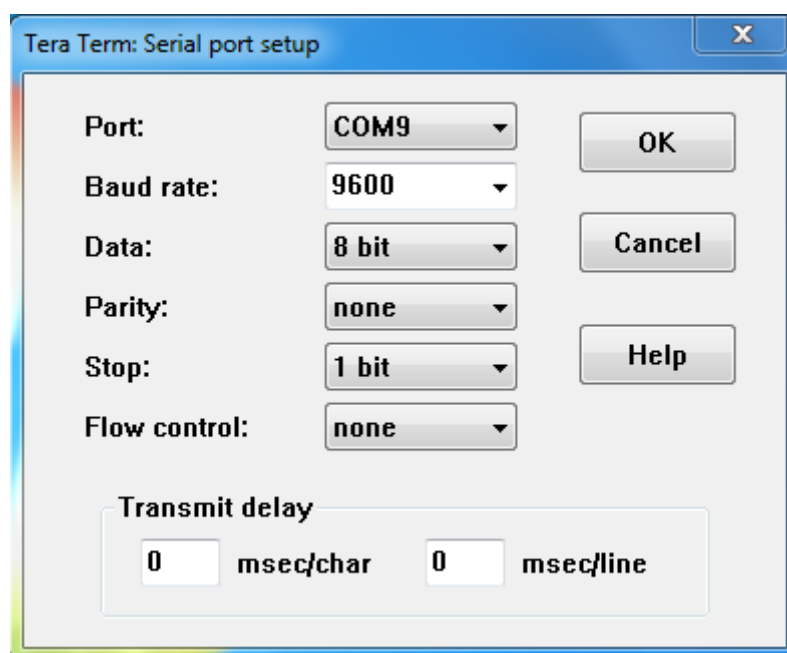 Tera Term: Serial port setup
Port: COM9 OK
Baud rate: 9600
Data: 8 bit Cancel
Parity: none
Stop: 1 bit Help
Flow control: none
Transmit delay
0 msec/char 0 msec/line